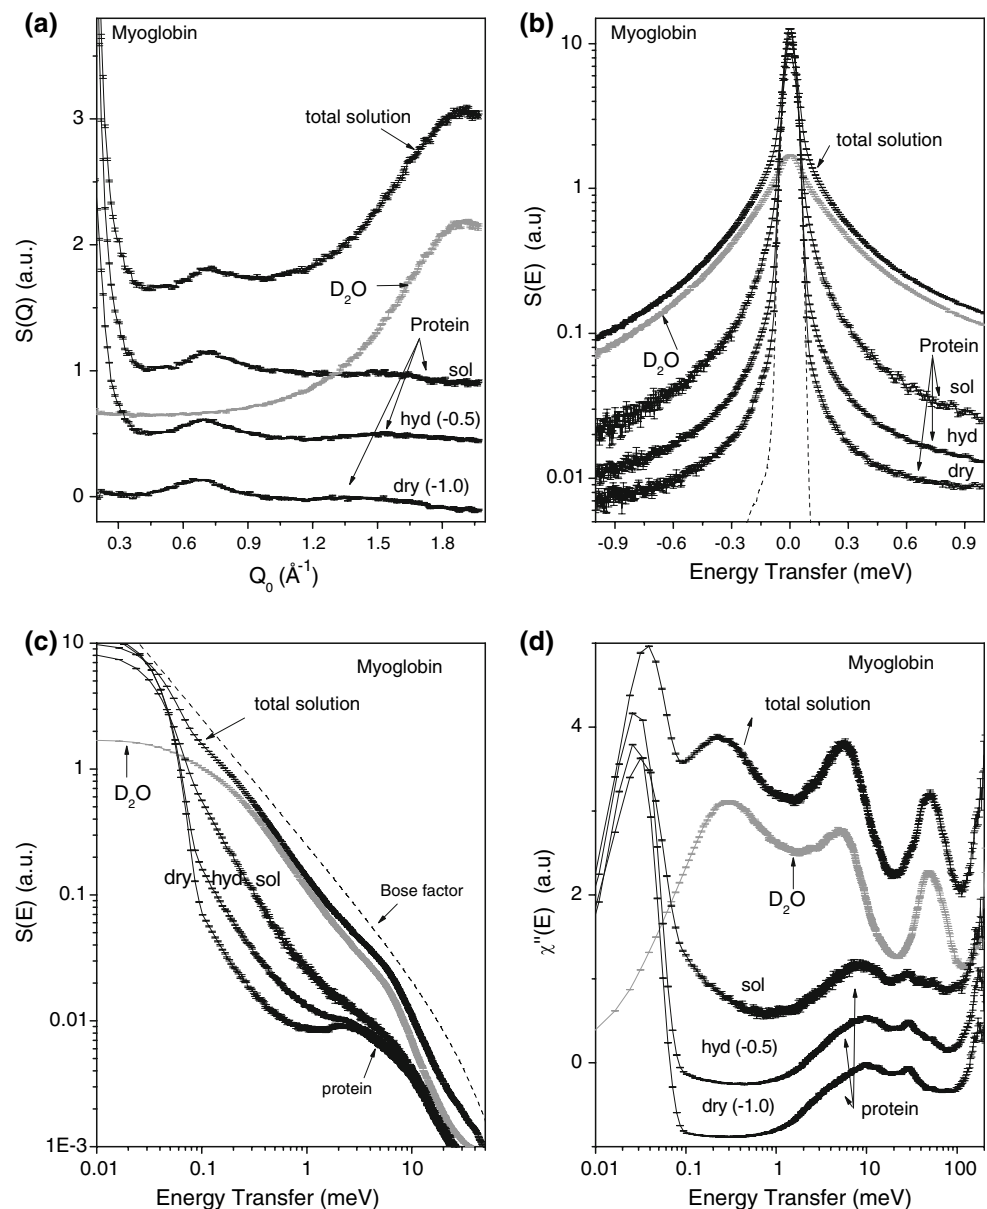 (a)
Myoglobin
total solution
D2O
Protein
sol
hyd (-0.5)
dry (-1.0)
S(Q) (a.u.)
3
2
1
0
0.3 0.6 0.9 1.2 1.5 1.8
Q0 (Å-1)
(b)
Myoglobin
total solution
D2O
Protein
sol
hyd
dry
S(E) (a.u)
10
1
0.1
0.01
-0.9 -0.6 -0.3 0.0 0.3 0.6 0.9
Energy Transfer (meV)
(c)
Myoglobin
total solution
D2O
dry hyd sol
Bose factor
protein
S(E) (a.u.)
10
1
0.1
0.01
1E-3
0.01 0.1 1 10
Energy Transfer (meV)
(d)
Myoglobin
total solution
D2O
sol
hyd (-0.5)
dry (-1.0)
protein
χ"(E) (a.u)
4
2
0
0.01 0.1 1 10 100
Energy Transfer (meV)